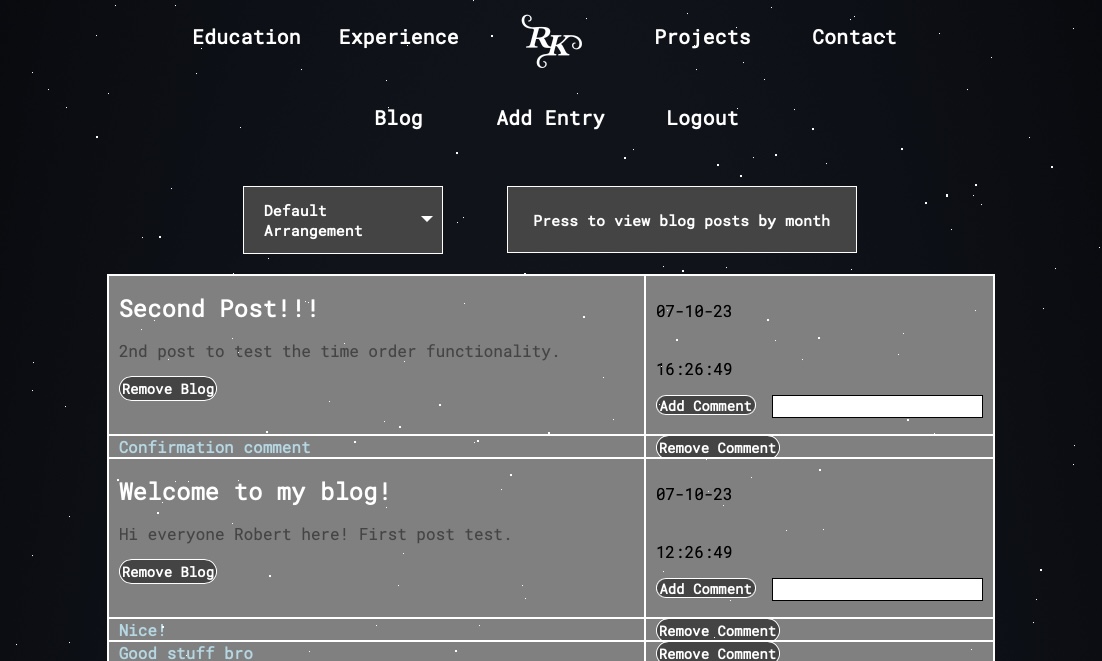 Education Experience RK Projects Contact
Blog Add Entry Logout
Default
Arrangement
Press to view blog posts by month
Second Post!!!
07-10-23
2nd post to test the time order functionality.
16:26:49
Remove Blog
Add Comment
Confirmation comment
Remove Comment
Welcome to my blog!
07-10-23
Hi everyone Robert here! First post test.
12:26:49
Remove Blog
Add Comment
Nice!
Remove Comment
Good stuff bro
Remove Comment